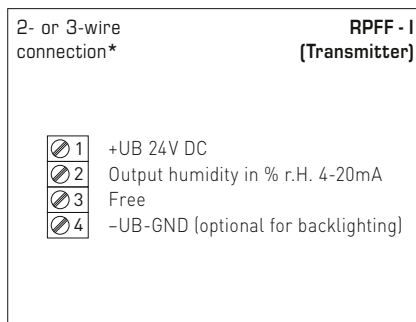 2- or 3-wire
connection*
RPFF - I
(Transmitter)
1 +UB 24V DC
2 Output humidity in % r.H. 4-20mA
3 Free
4 –UB-GND (optional for backlighting)